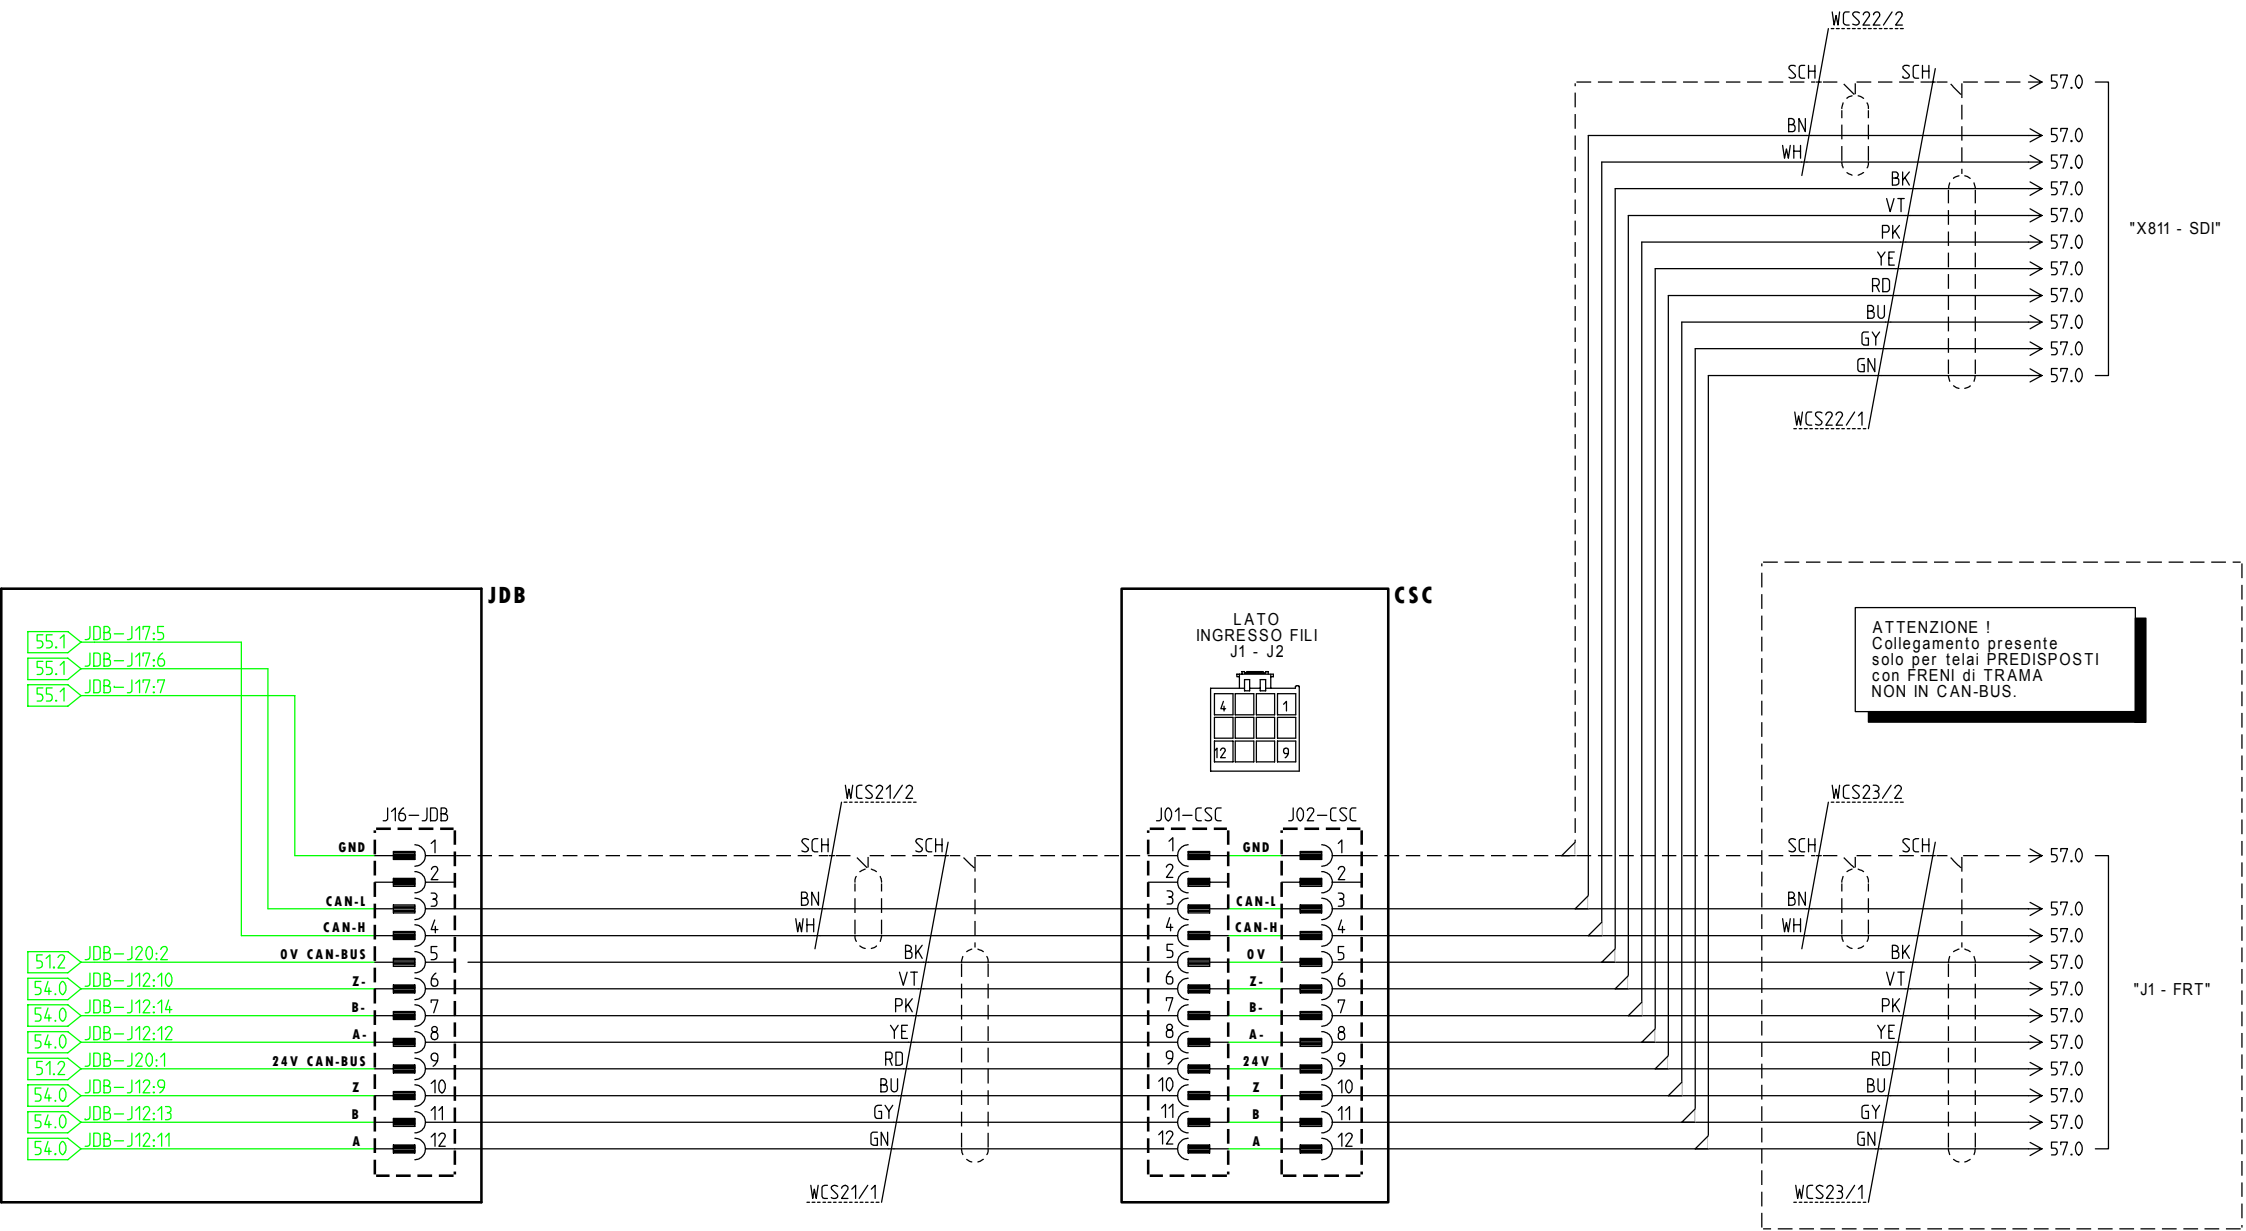 WCS22/2
SCH
SCH
57.0
BN
57.0
WH
57.0
BK
57.0
VT
57.0
PK
57.0
YE
57.0
RD
57.0
BU
57.0
GY
57.0
GN
57.0
"X811 - SDI"
WCS22/1
JDB
55.1
JDB-J17:5
55.1
JDB-J17:6
55.1
JDB-J17:7
J16-JDB
GND
1
2
CAN-L
3
CAN-H
4
51.2
JDB-J20:2
0V CAN-BUS
5
54.0
JDB-J12:10
Z-
6
54.0
JDB-J12:14
B-
7
54.0
JDB-J12:12
A-
8
51.2
JDB-J20:1
24V CAN-BUS
9
54.0
JDB-J12:9
Z
10
54.0
JDB-J12:13
B
11
54.0
JDB-J12:11
A
12
WCS21/2
SCH
SCH
BN
WH
BK
VT
PK
YE
RD
BU
GY
GN
WCS21/1
CSC
LATO
INGRESSO FILI
J1 - J2
4
1
12
9
J01-CSC
J02-CSC
1
GND
1
2
2
3
CAN-L
3
4
CAN-H
4
5
0V
5
6
Z-
6
7
B-
7
8
A-
8
9
24V
9
10
Z
10
11
B
11
12
A
12
ATTENZIONE !
Collegamento presente
solo per telai PREDISPOSTI
con FRENI di TRAMA
NON IN CAN-BUS.
WCS23/2
SCH
SCH
57.0
BN
57.0
WH
57.0
BK
57.0
VT
57.0
PK
57.0
YE
57.0
RD
57.0
BU
57.0
GY
57.0
GN
57.0
"J1 - FRT"
WCS23/1